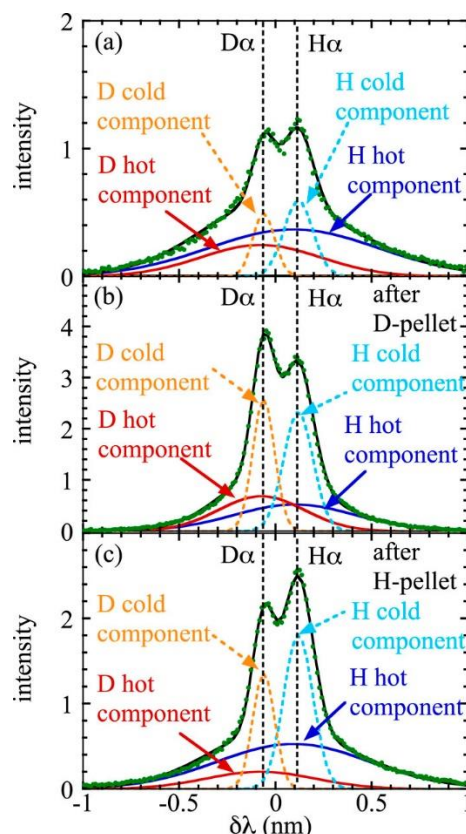 (a)
Dα
Hα
D cold
component
H cold
component
D hot
component
H hot
component
intensity
2
1
0
(b)
Dα
Hα
after
D-pellet
D cold
component
H cold
component
D hot
component
H hot
component
intensity
4
3
2
1
0
(c)
Dα
Hα
after
H-pellet
D cold
component
H cold
component
D hot
component
H hot
component
intensity
2
1
0
-1
-0.5
0
0.5
1
δλ (nm)